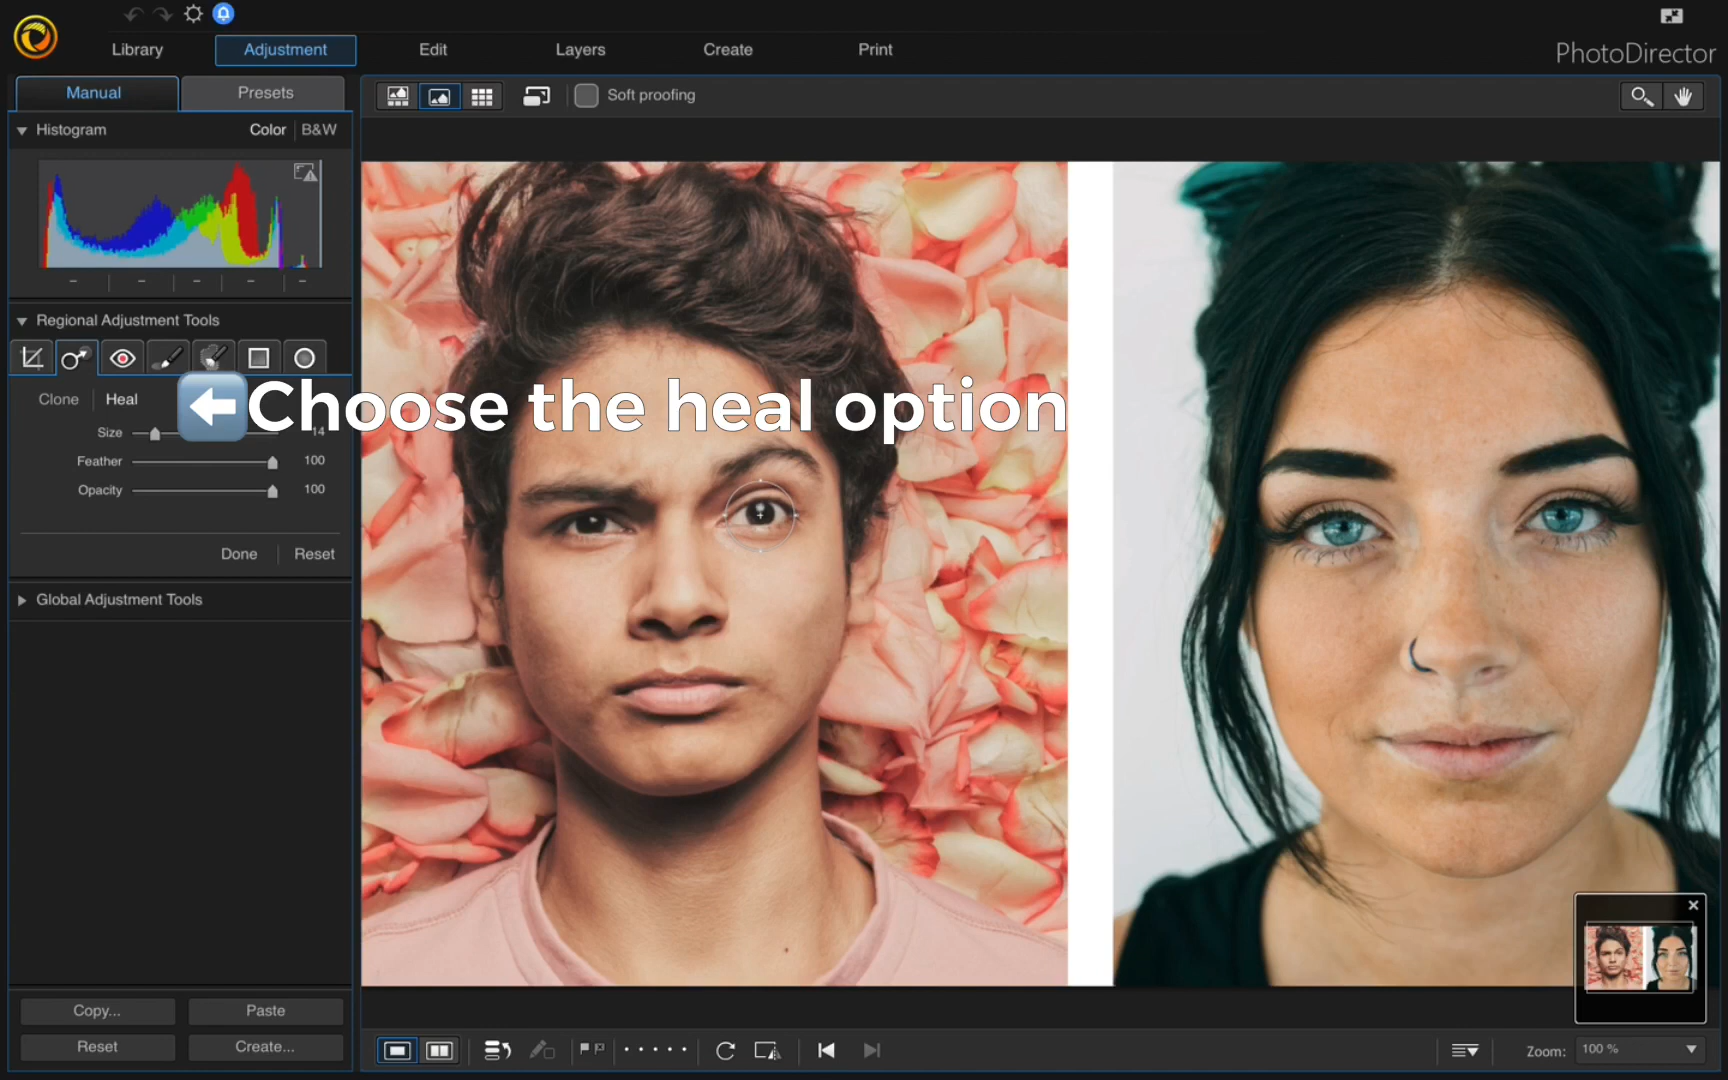 Library
Adjustment
Edit
Layers
Create
Print
PhotoDirector
Manual
Presets
Soft proofing
Histogram
Color
B&W
Regional Adjustment Tools
Clone
Heal
Choose the heal option
Size
14
Feather
100
Opacity
100
Done
Reset
Global Adjustment Tools
Copy...
Paste
Reset
Create...
Zoom:
100 %